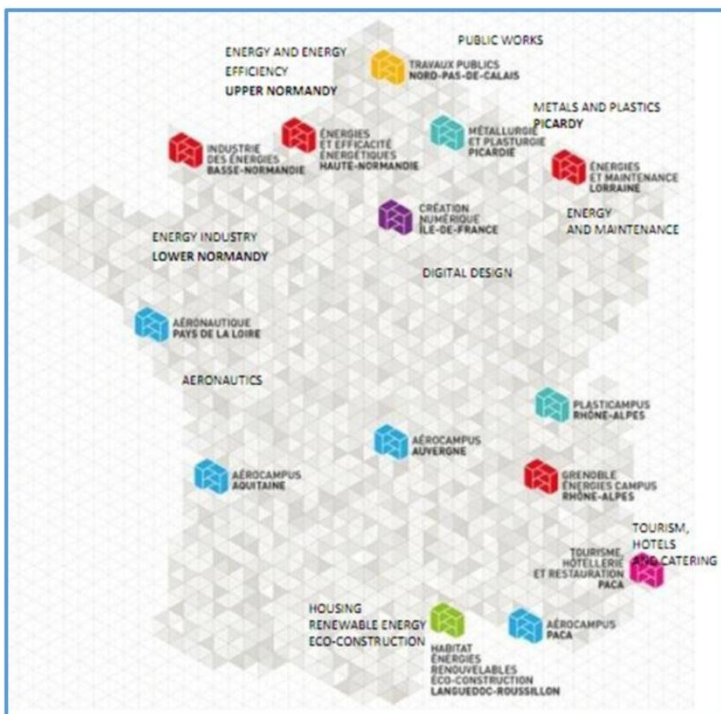 PUBLIC WORKS
ENERGY AND ENERGY
EFFICIENCY
UPPER NORMANDY
TRAVAUX PUBLICS
NORD-PAS-DE-CALAIS
METALS AND PLASTICS
PICARDY
INDUSTRIE
DES ÉNERGIES
BASSE-NORMANDIE
ÉNERGIES
ET EFFICACITÉ
ÉNERGÉTIQUES
HAUTE-NORMANDIE
MÉTALLURGIE
ET PLASTURGIE
PICARDIE
ÉNERGIES
ET MAINTENANCE
LORRAINE
CRÉATION
NUMÉRIQUE
ÎLE-DE-FRANCE
ENERGY
AND MAINTENANCE
ENERGY INDUSTRY
LOWER NORMANDY
DIGITAL DESIGN
AÉRONAUTIQUE
PAYS DE LA LOIRE
AERONAUTICS
PLASTICAMPUS
RHÔNE-ALPES
AÉROCAMPUS
AUVERGNE
AÉROCAMPUS
AQUITAINE
GRENOBLE
ÉNERGIES CAMPUS
RHÔNE-ALPES
TOURISM,
HOTELS
AND CATERING
TOURISME,
HÔTELLERIE
ET RESTAURATION
PACA
HOUSING
RENEWABLE ENERGY
ECO-CONSTRUCTION
AÉROCAMPUS
PACA
HABITAT
ÉNERGIES
RENOUVELABLES
ÉCO-CONSTRUCTION
LANGUEDOC-ROUSSILLON